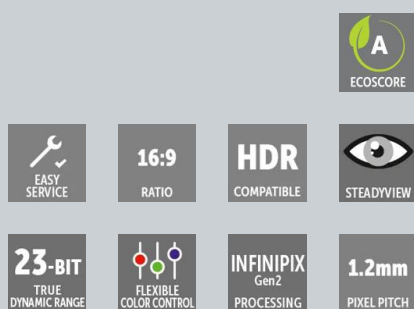 A
ECOSCORE
EASY
SERVICE
16:9
RATIO
HDR
COMPATIBLE
STEADYVIEW
23-BIT
TRUE
DYNAMIC RANGE
FLEXIBLE
COLOR CONTROL
INFINIPIX
Gen2
PROCESSING
1.2mm
PIXEL PITCH